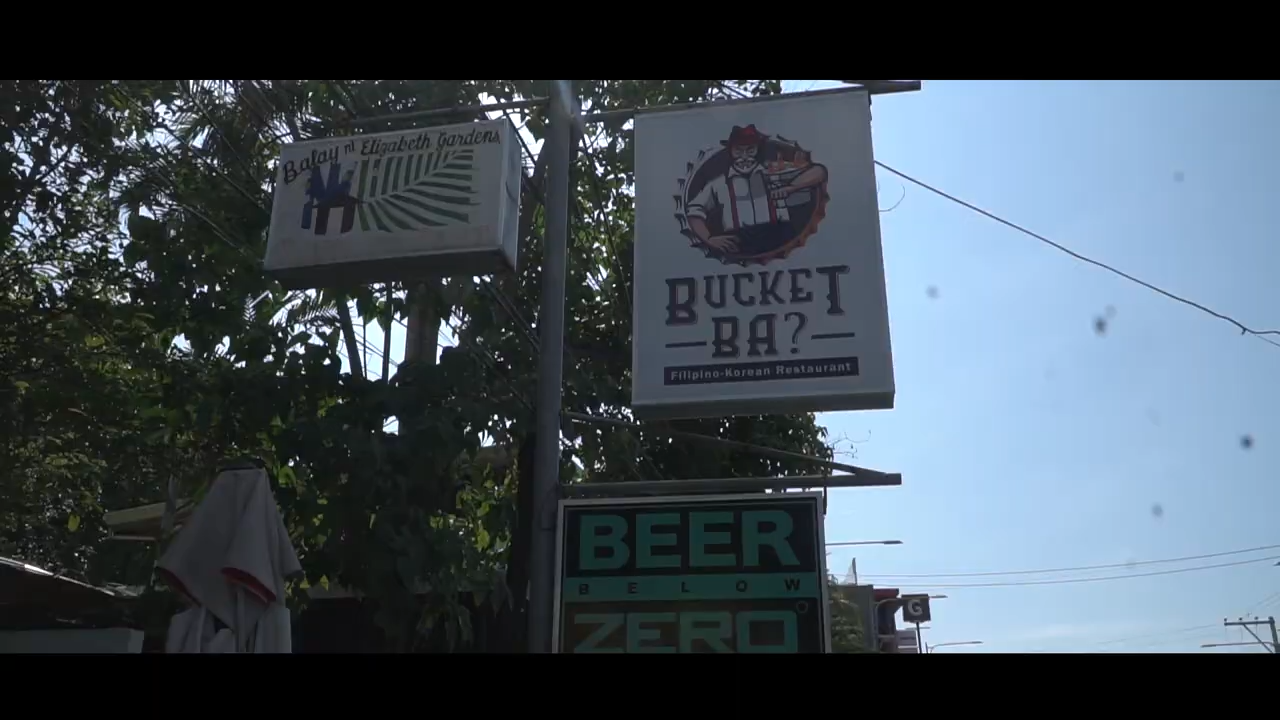 Balay ni Elizabeth Gardens
BUCKET
BA?
Filipino-Korean Restaurant
BEER
BELOW
ZERO°
G